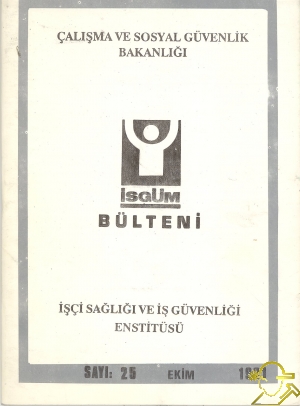 ÇALIŞMA VE SOSYAL GÜVENLİK
BAKANLIĞI
İSGÜM
BÜLTENİ
İŞÇİ SAĞLIĞI VE İŞ GÜVENLİĞİ
ENSTİTÜSÜ
SAYI: 25 EKİM